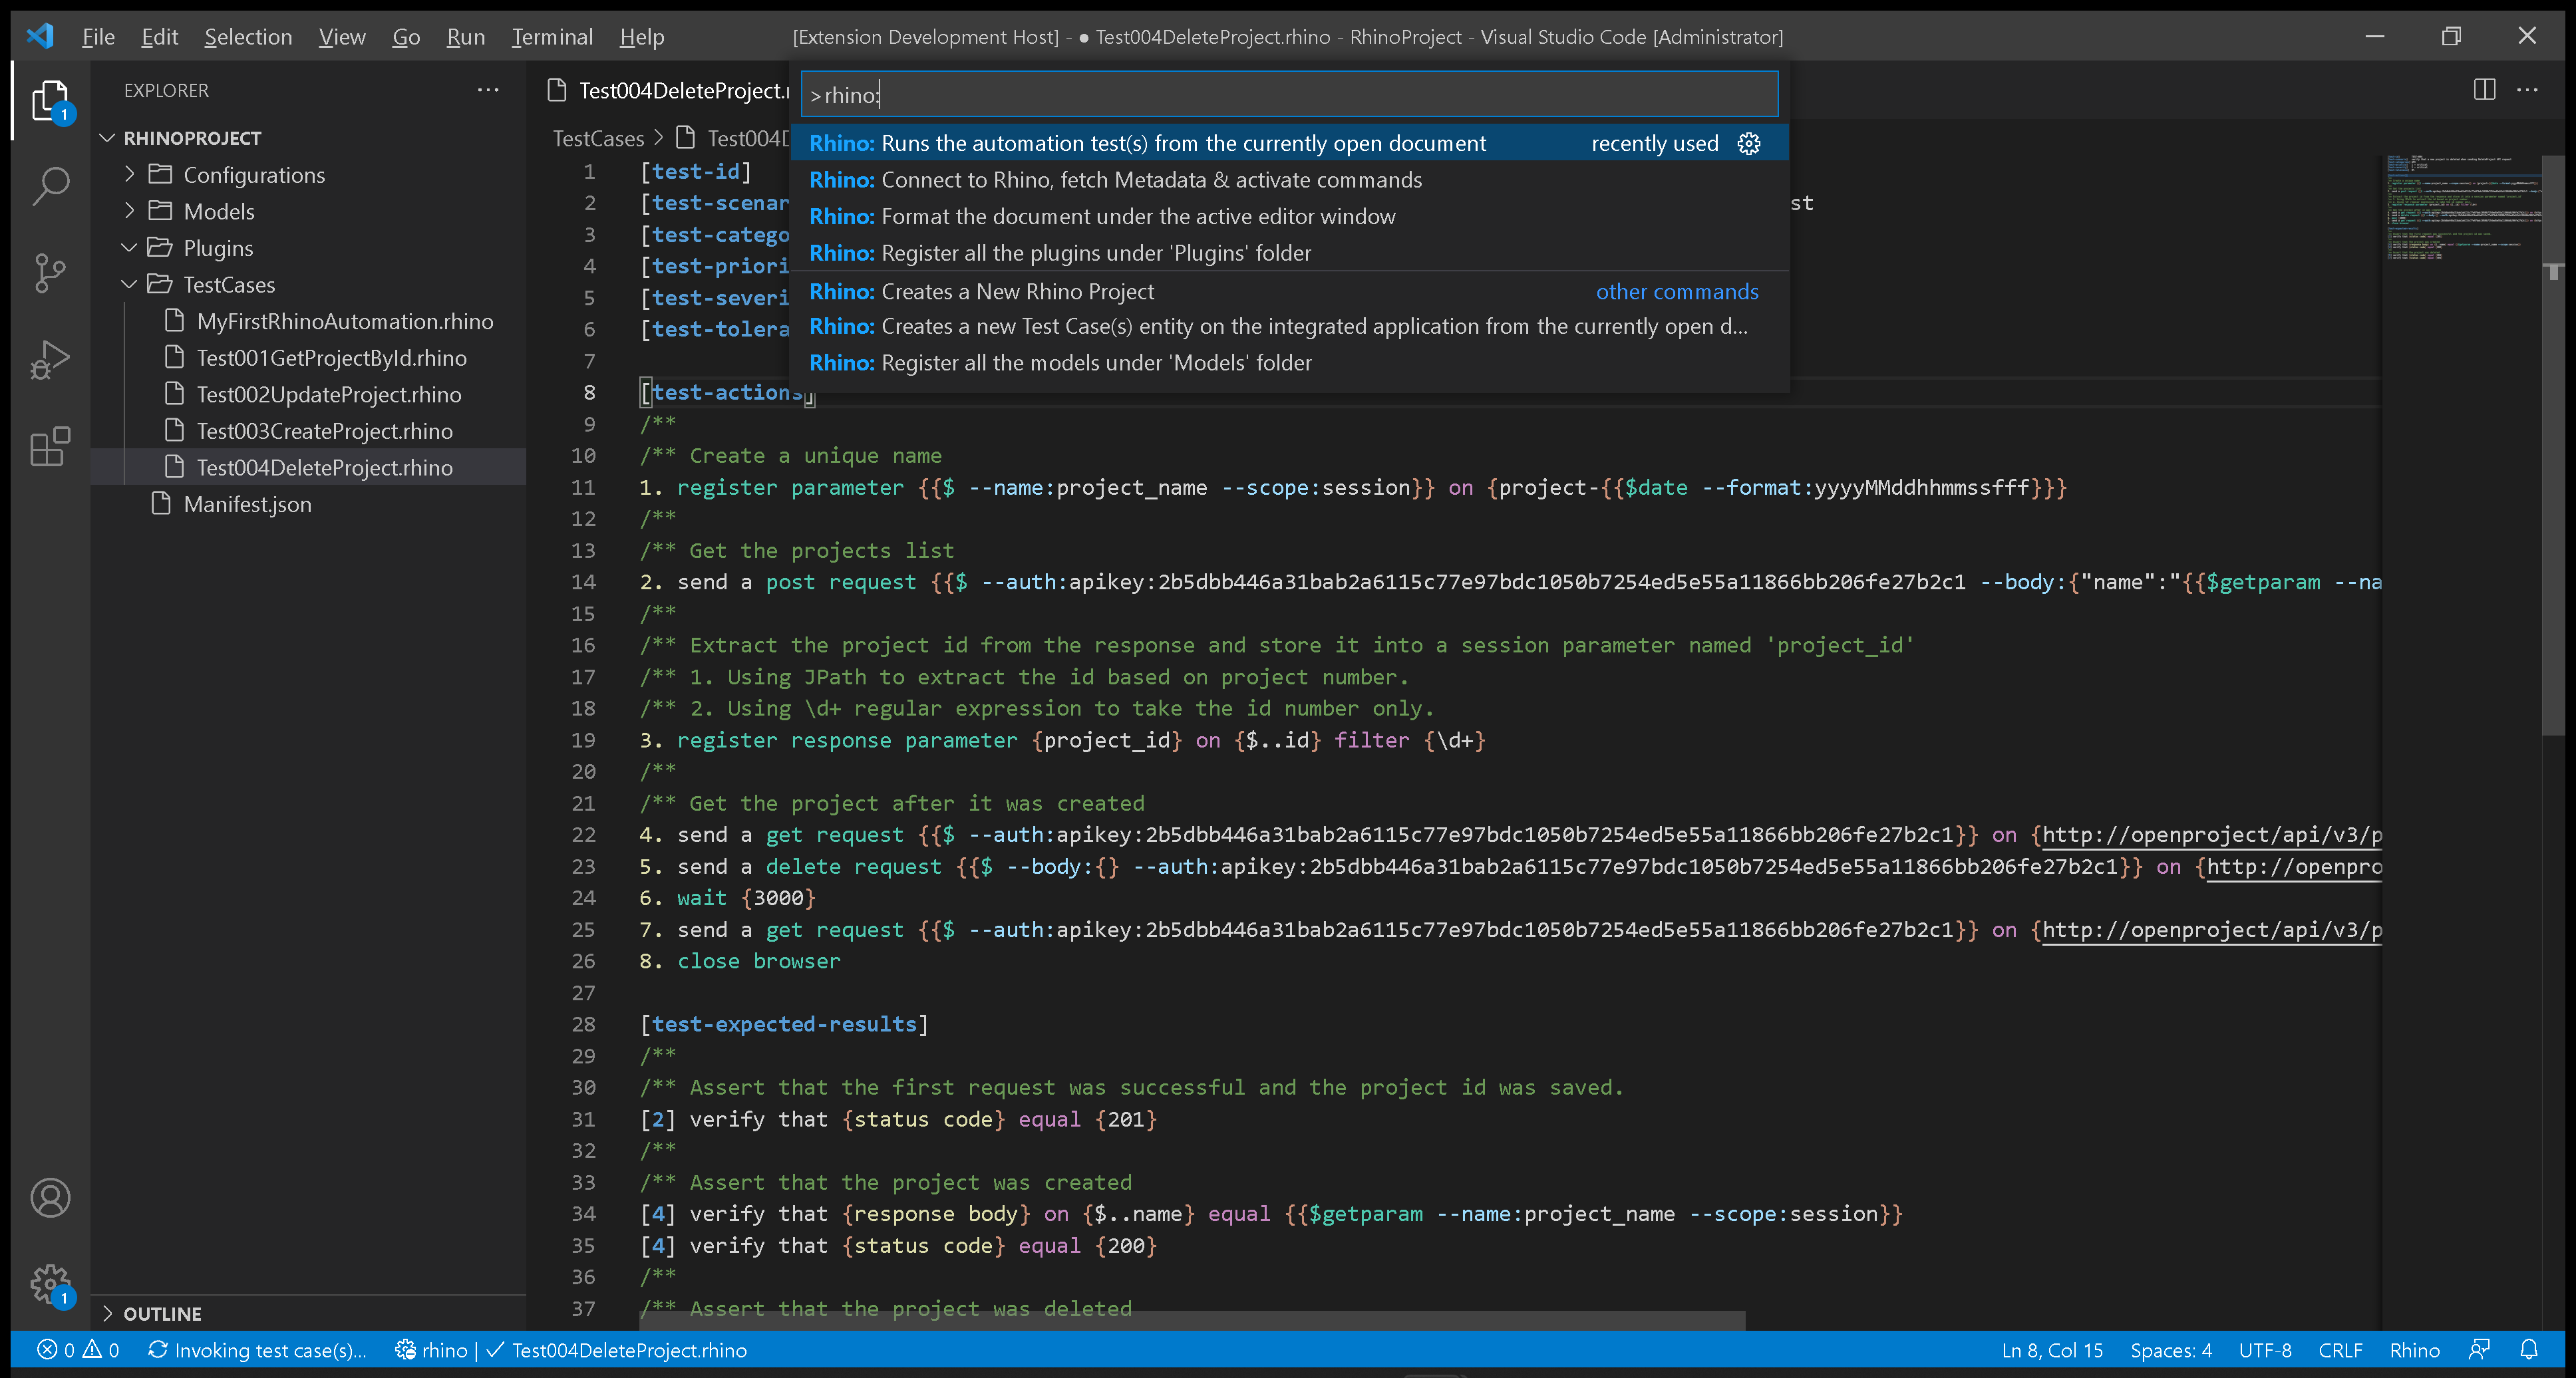 File Edit Selection View Go Run Terminal Help
[Extension Development Host] - ● Test004DeleteProject.rhino - RhinoProject - Visual Studio Code [Administrator]
EXPLORER
1
RHINOPROJECT
Configurations
Models
Plugins
TestCases
MyFirstRhinoAutomation.rhino
Test001GetProjectById.rhino
Test002UpdateProject.rhino
Test003CreateProject.rhino
Test004DeleteProject.rhino
Manifest.json
OUTLINE
1
Test004DeleteProject.r
TestCases > Test004D
>rhino:
Rhino: Runs the automation test(s) from the currently open document recently used
Rhino: Connect to Rhino, fetch Metadata & activate commands
Rhino: Format the document under the active editor window
Rhino: Register all the plugins under 'Plugins' folder
Rhino: Creates a New Rhino Project other commands
Rhino: Creates a new Test Case(s) entity on the integrated application from the currently open d...
Rhino: Register all the models under 'Models' folder
1 [test-id]
2 [test-scenar st
3 [test-catego
4 [test-priori
5 [test-severi
6 [test-tolera
7
8 [test-actions]
9 /**
10 /** Create a unique name
11 1. register parameter {{$ --name:project_name --scope:session}} on {project-{{$date --format:yyyyMMddhhmmssfff}}}
12 /**
13 /** Get the projects list
14 2. send a post request {{$ --auth:apikey:2b5dbb446a31bab2a6115c77e97bdc1050b7254ed5e55a11866bb206fe27b2c1 --body:{"name":"{{$getparam --na
15 /**
16 /** Extract the project id from the response and store it into a session parameter named 'project_id'
17 /** 1. Using JPath to extract the id based on project number.
18 /** 2. Using \d+ regular expression to take the id number only.
19 3. register response parameter {project_id} on {$..id} filter {\d+}
20 /**
21 /** Get the project after it was created
22 4. send a get request {{$ --auth:apikey:2b5dbb446a31bab2a6115c77e97bdc1050b7254ed5e55a11866bb206fe27b2c1}} on {http://openproject/api/v3/p
23 5. send a delete request {{$ --body:{} --auth:apikey:2b5dbb446a31bab2a6115c77e97bdc1050b7254ed5e55a11866bb206fe27b2c1}} on {http://openpro
24 6. wait {3000}
25 7. send a get request {{$ --auth:apikey:2b5dbb446a31bab2a6115c77e97bdc1050b7254ed5e55a11866bb206fe27b2c1}} on {http://openproject/api/v3/p
26 8. close browser
27
28 [test-expected-results]
29 /**
30 /** Assert that the first request was successful and the project id was saved.
31 [2] verify that {status code} equal {201}
32 /**
33 /** Assert that the project was created
34 [4] verify that {response body} on {$..name} equal {{$getparam --name:project_name --scope:session}}
35 [4] verify that {status code} equal {200}
36 /**
37 /** Assert that the project was deleted
0 0 Invoking test case(s)... rhino | ✓ Test004DeleteProject.rhino
Ln 8, Col 15 Spaces: 4 UTF-8 CRLF Rhino